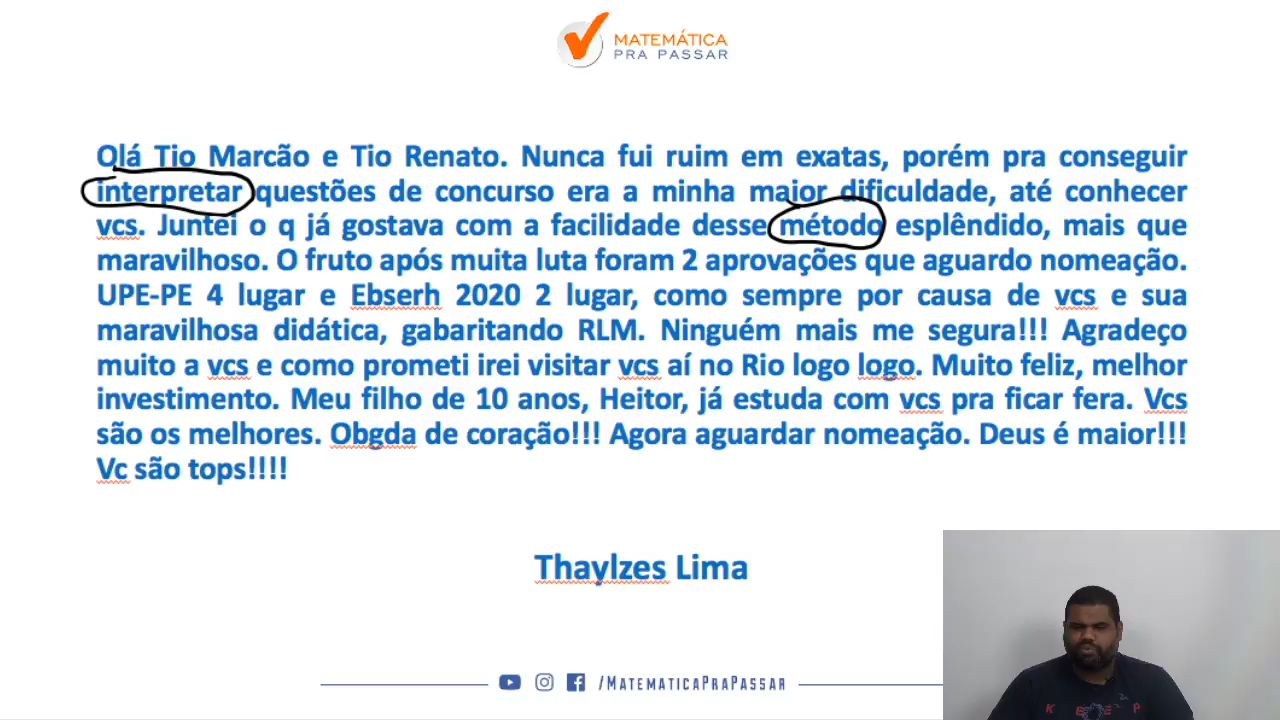 MATEMÁTICA
PRA PASSAR
Olá Tio Marcão e Tio Renato. Nunca fui ruim em exatas, porém pra conseguir
interpretar questões de concurso era a minha maior dificuldade, até conhecer
vcs. Juntei o q já gostava com a facilidade desse método esplêndido, mais que
maravilhoso. O fruto após muita luta foram 2 aprovações que aguardo nomeação.
UPE-PE 4 lugar e Ebserh 2020 2 lugar, como sempre por causa de vcs e sua
maravilhosa didática, gabaritando RLM. Ninguém mais me segura!!! Agradeço
muito a vcs e como prometi irei visitar vcs aí no Rio logo logo. Muito feliz, melhor
investimento. Meu filho de 10 anos, Heitor, já estuda com vcs pra ficar fera. Vcs
são os melhores. Obgda de coração!!! Agora aguardar nomeação. Deus é maior!!!
Vc são tops!!!!
Thaylzes Lima
/MATEMATICAPRAPASSAR
KEEP